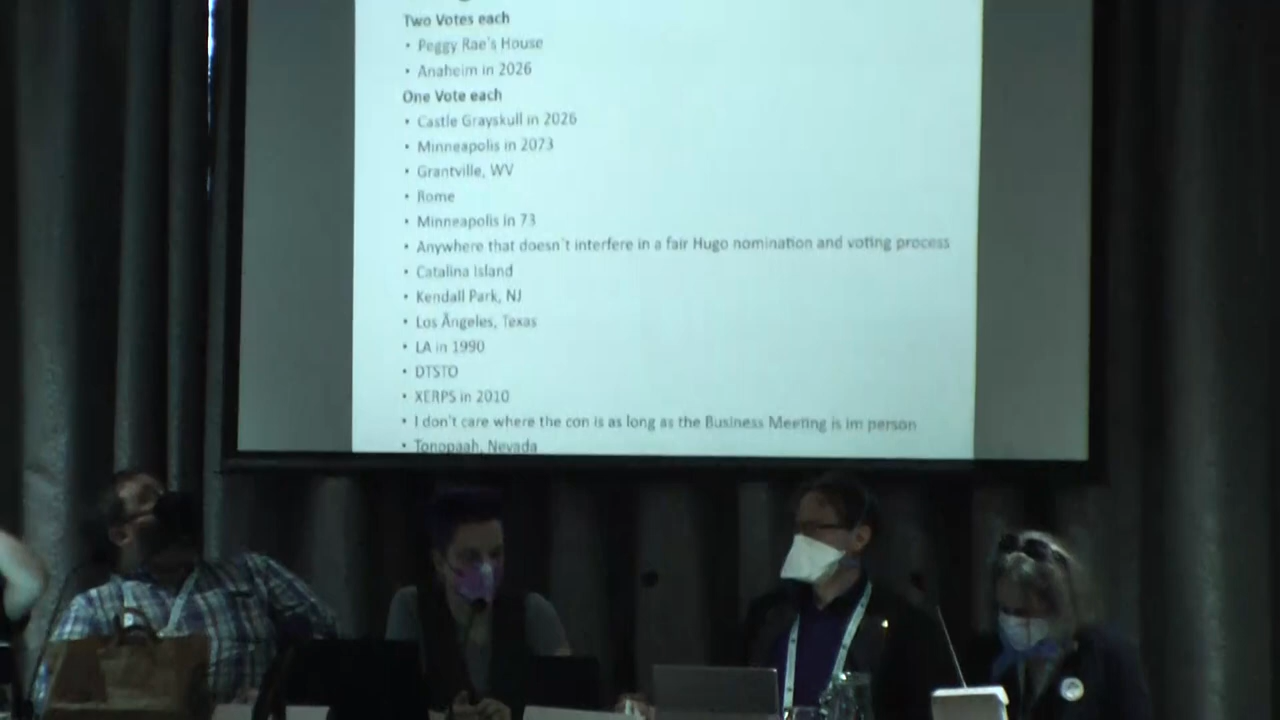 Two Votes each
• Peggy Rae's House
• Anaheim in 2026
One Vote each
• Castle Grayskull in 2026
• Minneapolis in 2073
• Grantville, WV
• Rome
• Minneapolis in 73
• Anywhere that doesn't interfere in a fair Hugo nomination and voting process
• Catalina Island
• Kendall Park, NJ
• Los Ángeles, Texas
• LA in 1990
• DTSTO
• XERPS in 2010
• I don't care where the con is as long as the Business Meeting is im person
• Tonopaah, Nevada